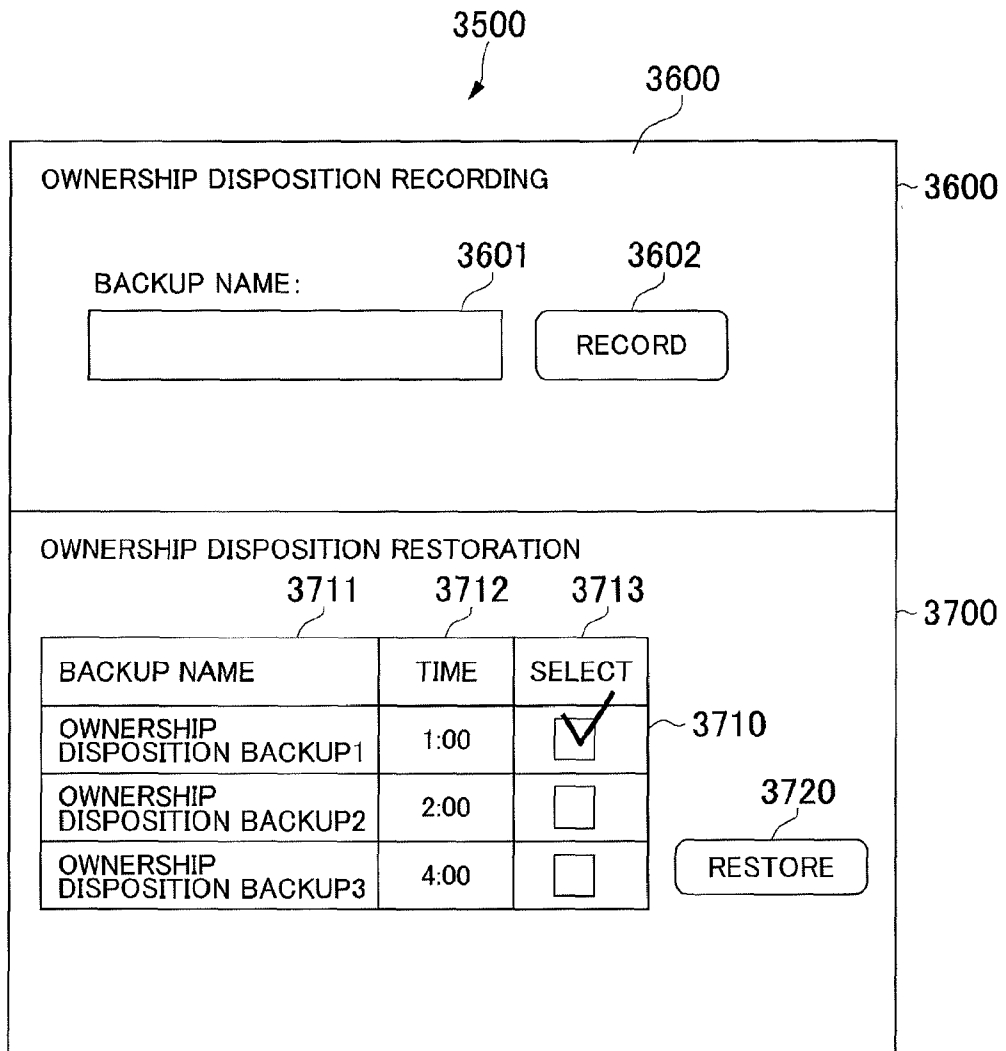 3500
3600
OWNERSHIP DISPOSITION RECORDING
3600
3601
3602
BACKUP NAME:
RECORD
OWNERSHIP DISPOSITION RESTORATION
3711
3712
3713
3700
BACKUP NAME
TIME
SELECT
OWNERSHIP
DISPOSITION BACKUP1
1:00
3710
OWNERSHIP
DISPOSITION BACKUP2
2:00
3720
OWNERSHIP
DISPOSITION BACKUP3
4:00
RESTORE